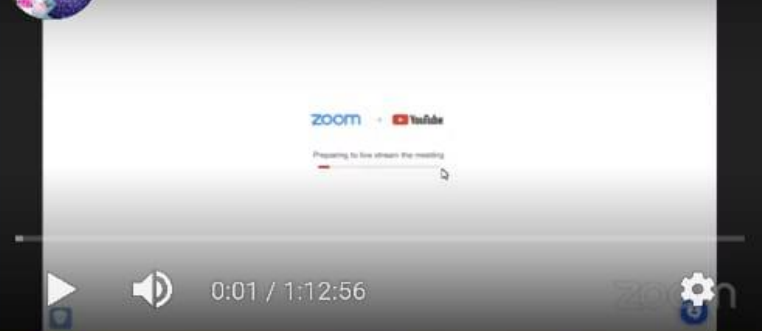 zoom + YouTube
Preparing to live stream the meeting
0:01 / 1:12:56
zoom